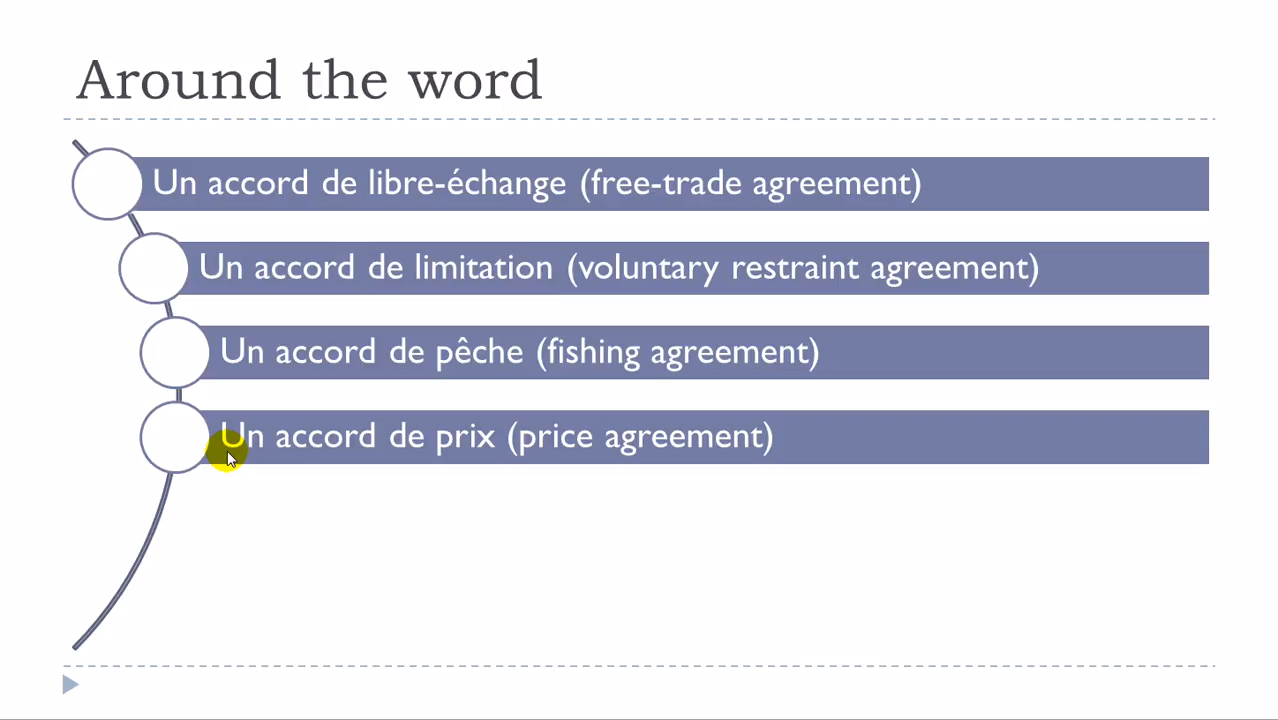 Around the word
Un accord de libre-échange (free-trade agreement)
Un accord de limitation (voluntary restraint agreement)
Un accord de pêche (fishing agreement)
Un accord de prix (price agreement)